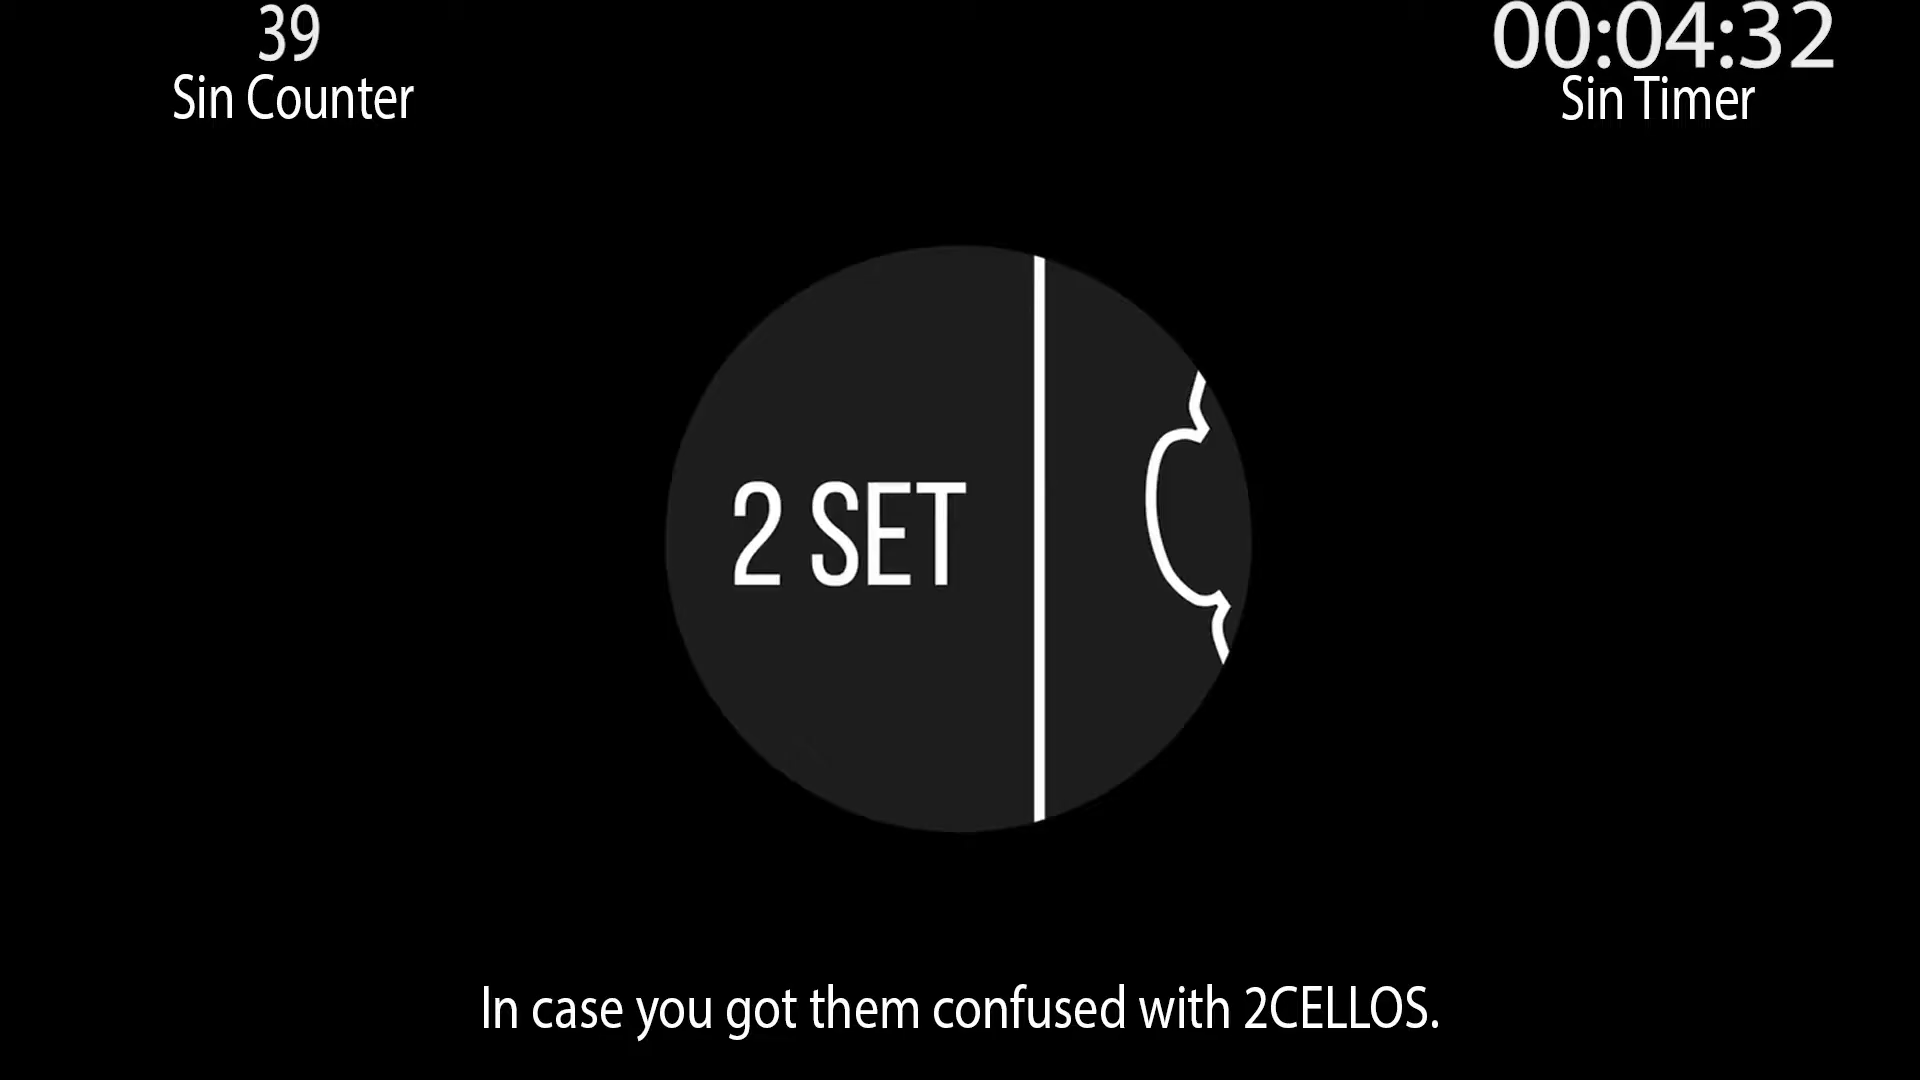 39
Sin Counter
00:04:32
Sin Timer
2 SET
In case you got them confused with 2CELLOS.